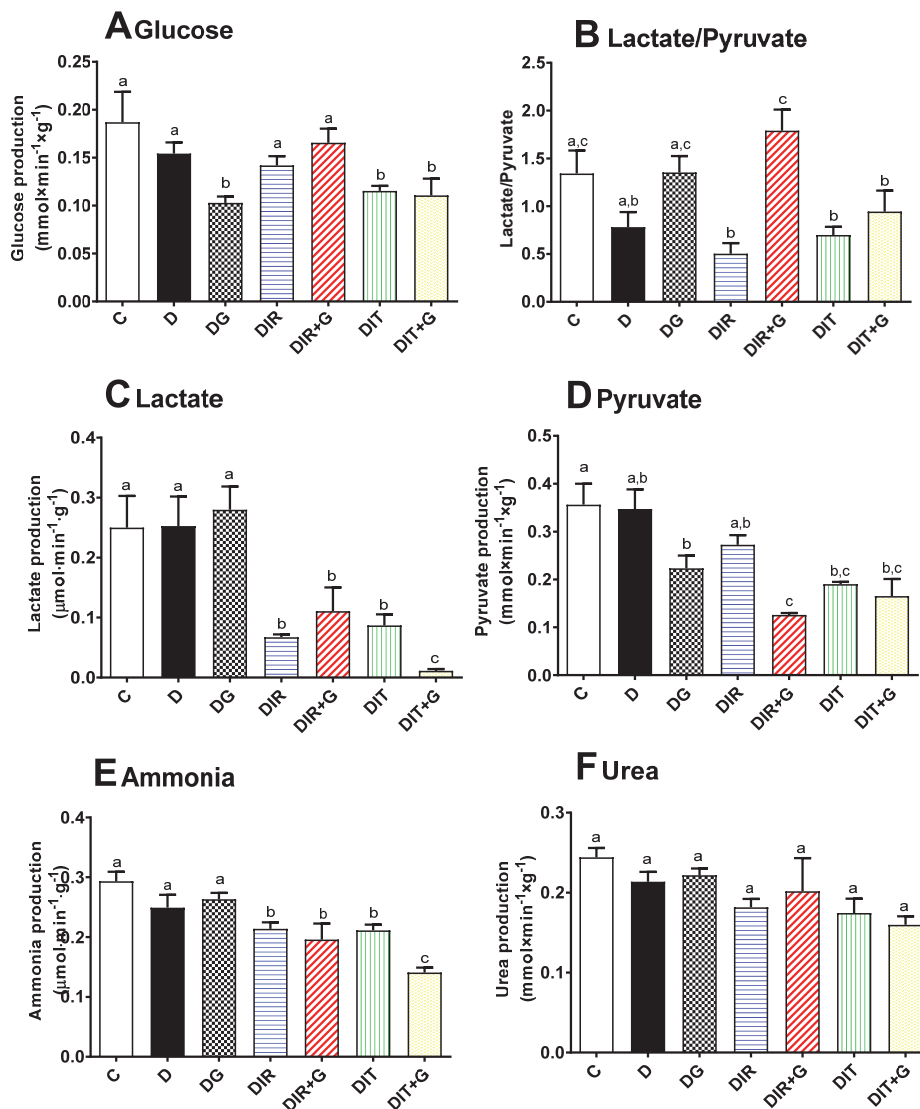 A Glucose
Glucose production
(mmol×min⁻¹×g⁻¹)
0.25
0.20
0.15
0.10
0.05
0.00
a
a
b
a
a
b
b
C
D
DG
DIR
DIR+G
DIT
DIT+G
B Lactate/Pyruvate
Lactate/Pyruvate
2.5
2.0
1.5
1.0
0.5
0.0
a,c
a,b
a,c
b
c
b
b
C
D
DG
DIR
DIR+G
DIT
DIT+G
C Lactate
Lactate production
(μmol·min⁻¹·g⁻¹)
0.4
0.3
0.2
0.1
0.0
a
a
a
b
b
b
c
C
D
DG
DIR
DIR+G
DIT
DIT+G
D Pyruvate
Pyruvate production
(mmol×min⁻¹×g⁻¹)
0.5
0.4
0.3
0.2
0.1
0.0
a
a,b
b
a,b
c
b,c
b,c
C
D
DG
DIR
DIR+G
DIT
DIT+G
E Ammonia
Ammonia production
(μmol·min⁻¹·g⁻¹)
0.4
0.3
0.2
0.1
0.0
a
a
a
b
b
b
c
C
D
DG
DIR
DIR+G
DIT
DIT+G
F Urea
Urea production
(mmol×min⁻¹×g⁻¹)
0.3
0.2
0.1
0.0
a
a
a
a
a
a
a
C
D
DG
DIR
DIR+G
DIT
DIT+G